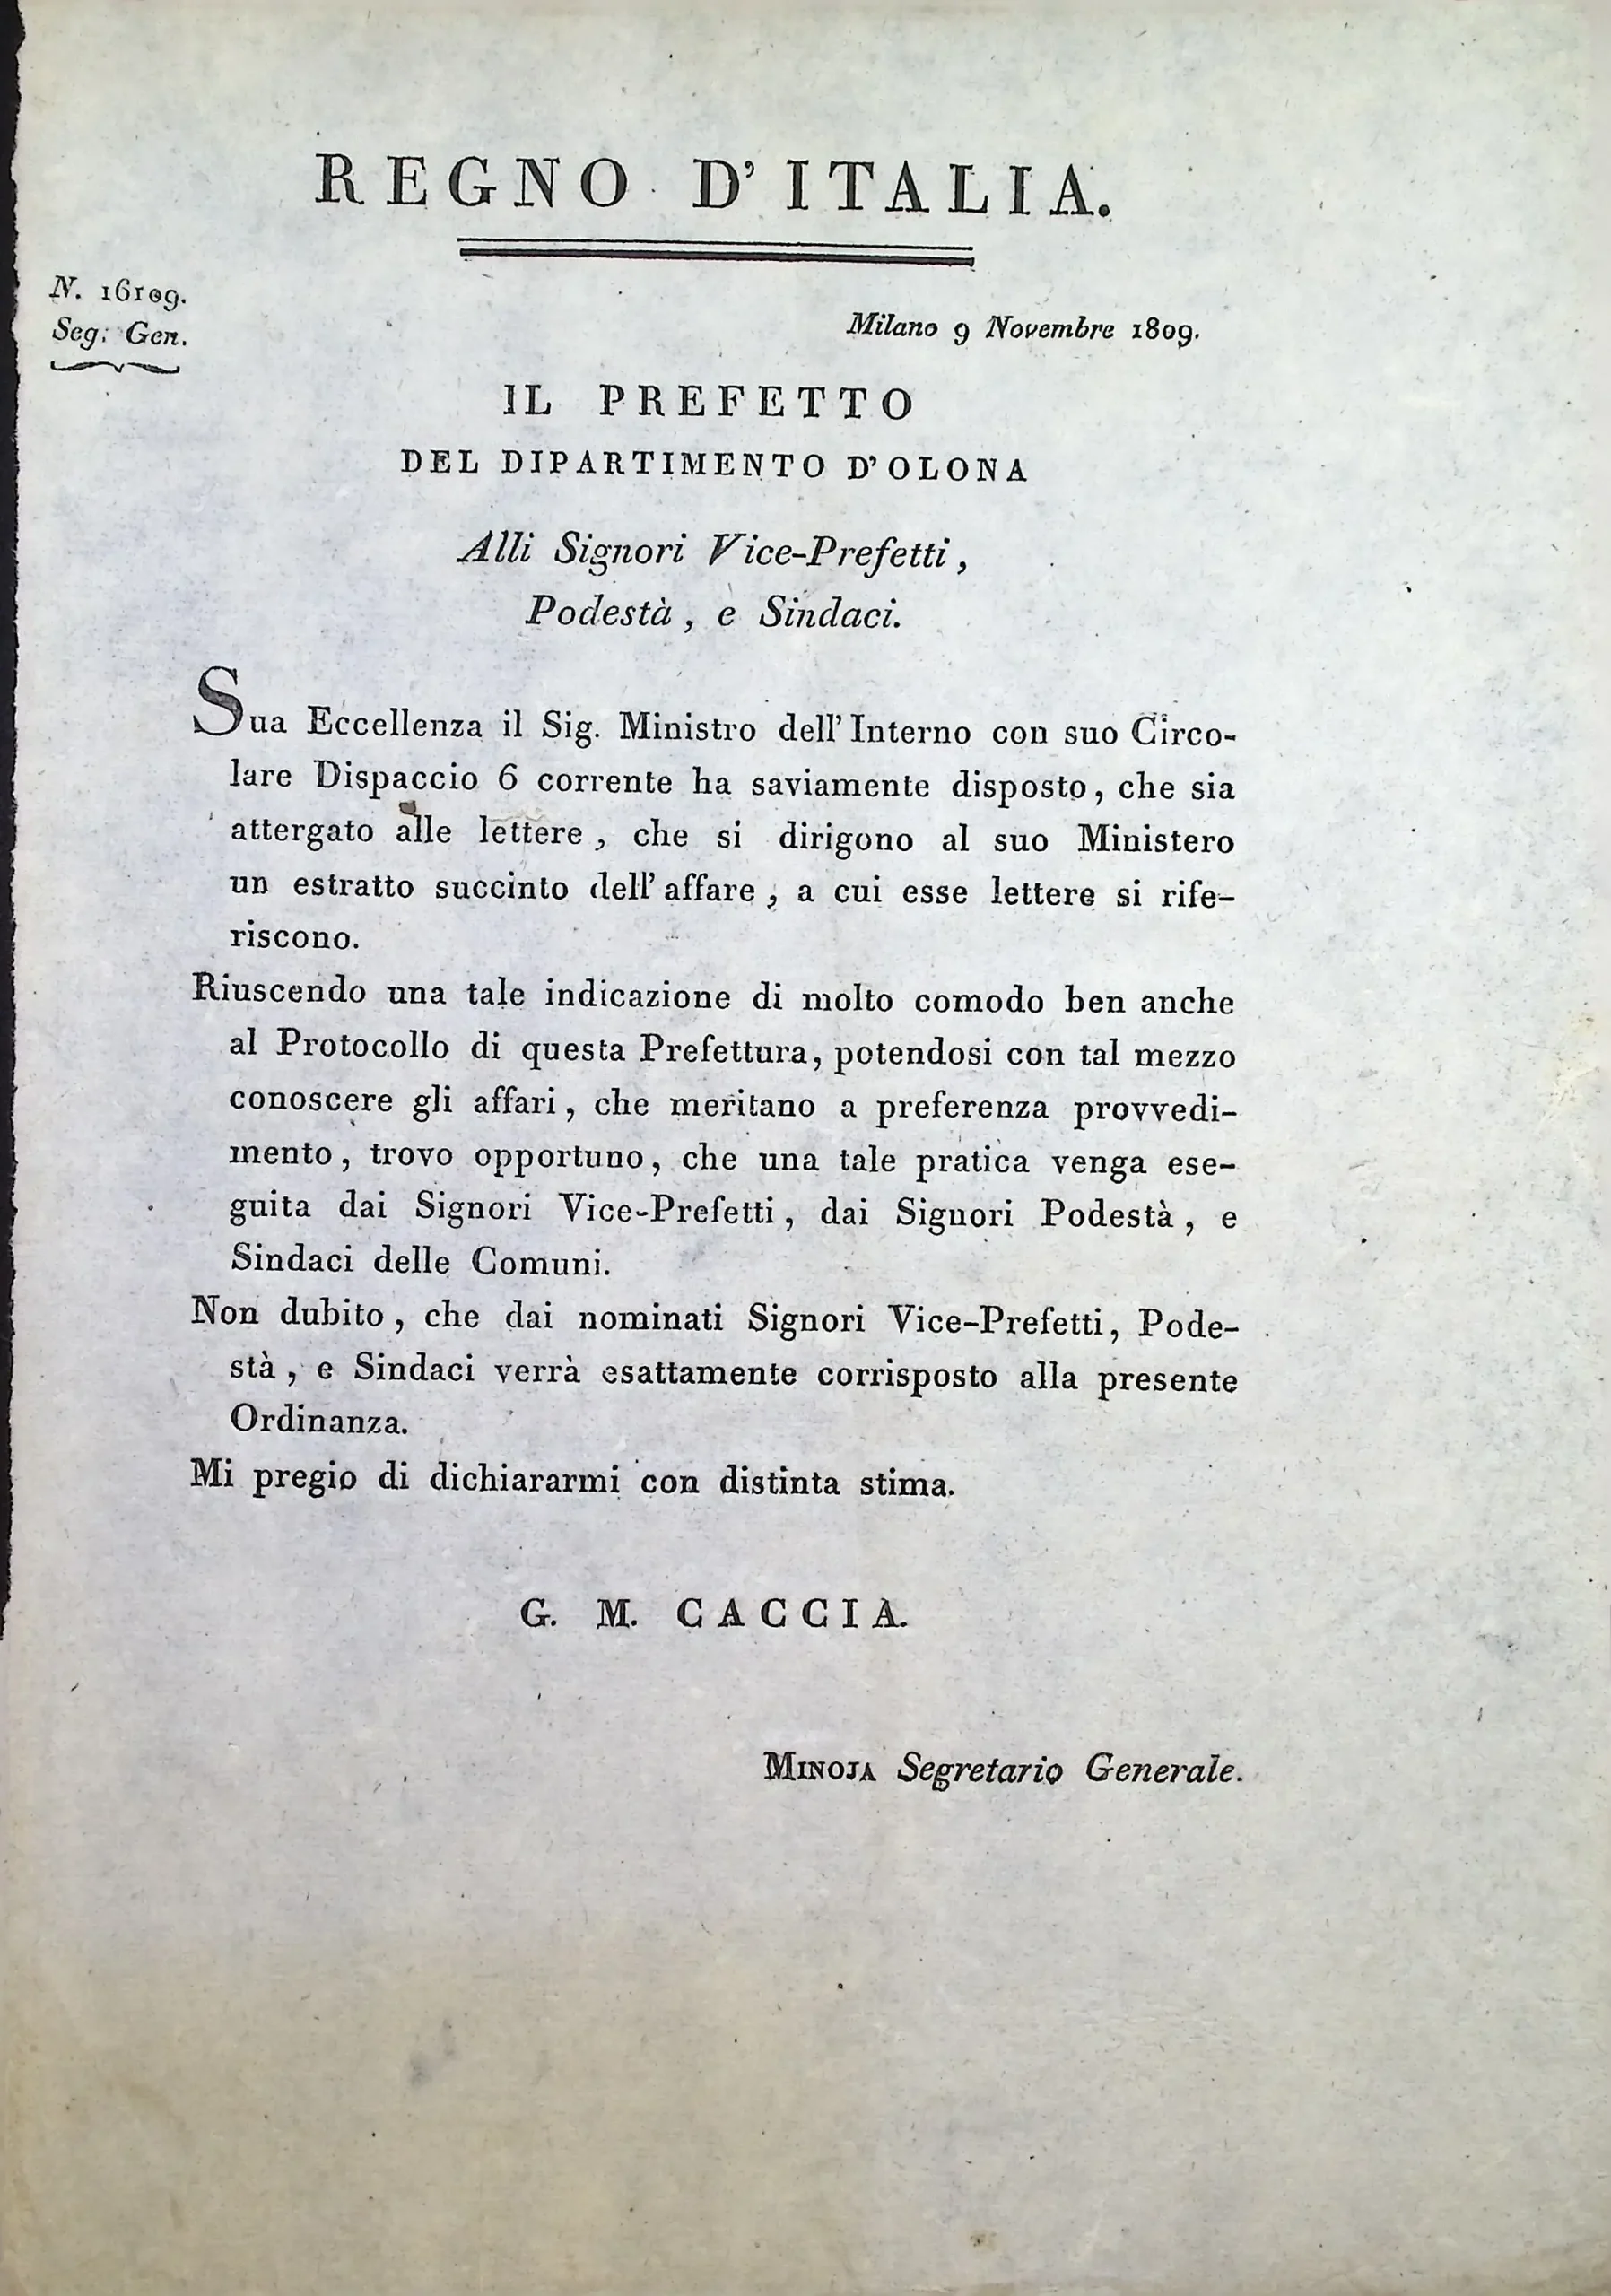 REGNO D'ITALIA.
N. 16109.
Seg: Gen.
Milano 9 Novembre 1809.
IL PREFETTO
DEL DIPARTIMENTO D'OLONA
Alli Signori Vice-Prefetti,
Podestà, e Sindaci.
Sua Eccellenza il Sig. Ministro dell'Interno con suo Circo-
lare Dispaccio 6 corrente ha saviamente disposto, che sia
attergato alle lettere, che si dirigono al suo Ministero
un estratto succinto dell'affare, a cui esse lettere si rife-
riscono.
Riuscendo una tale indicazione di molto comodo ben anche
al Protocollo di questa Prefettura, potendosi con tal mezzo
conoscere gli affari, che meritano a preferenza provvedi-
mento, trovo opportuno, che una tale pratica venga ese-
guita dai Signori Vice-Prefetti, dai Signori Podestà, e
Sindaci delle Comuni.
Non dubito, che dai nominati Signori Vice-Prefetti, Pode-
stà, e Sindaci verrà esattamente corrisposto alla presente
Ordinanza.
Mi pregio di dichiararmi con distinta stima.
G. M. CACCIA.
MINOJA Segretario Generale.